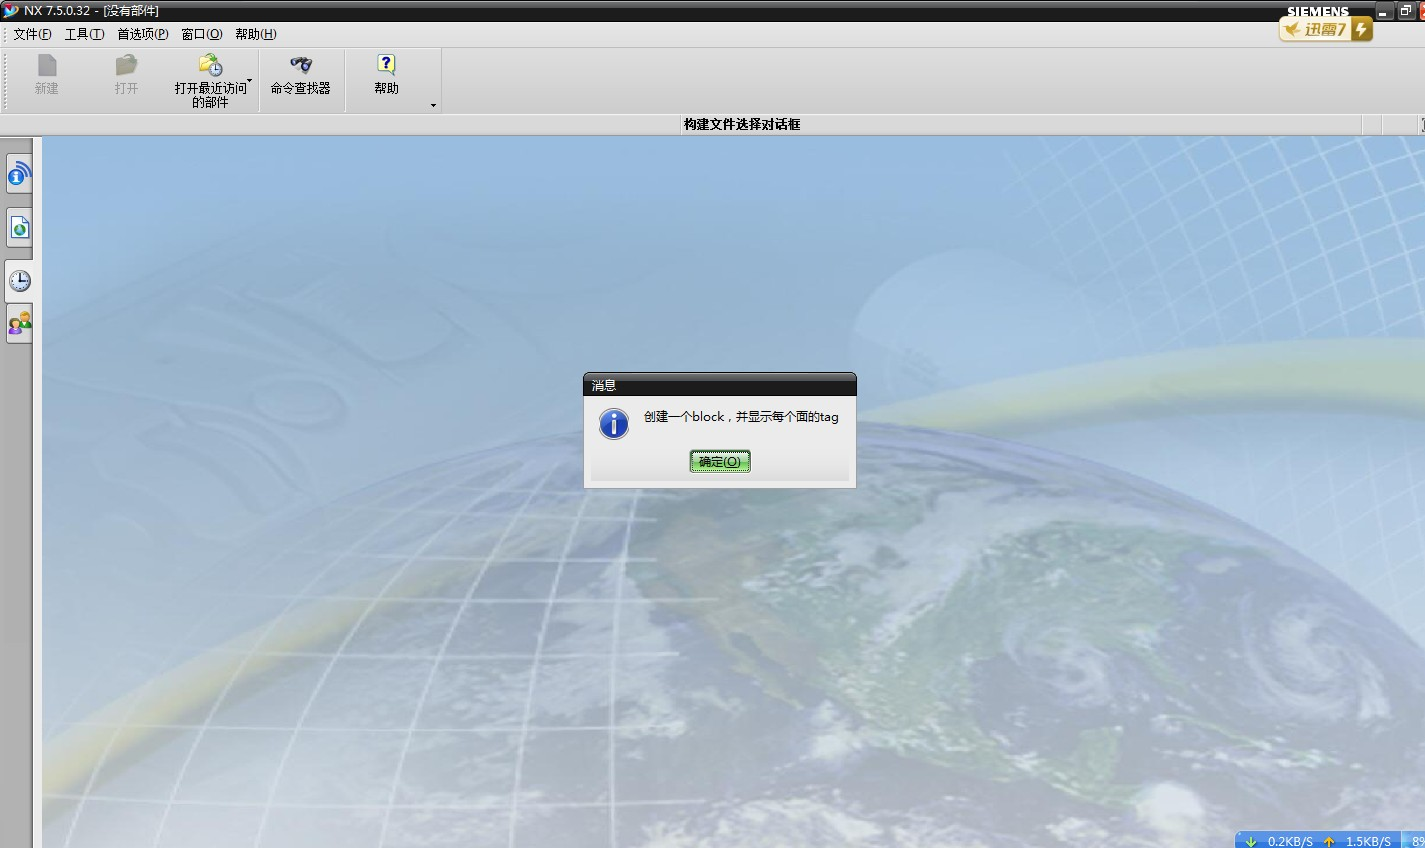 NX 7.5.0.32 - [没有部件]
SIEMENS
文件(F) 工具(T) 首选项(P) 窗口(O) 帮助(H)
迅雷7
新建 打开 打开最近访问的部件 命令查找器 帮助
构建文件选择对话框
消息
创建一个block，并显示每个面的tag
确定(O)
0.2KB/S 1.5KB/S